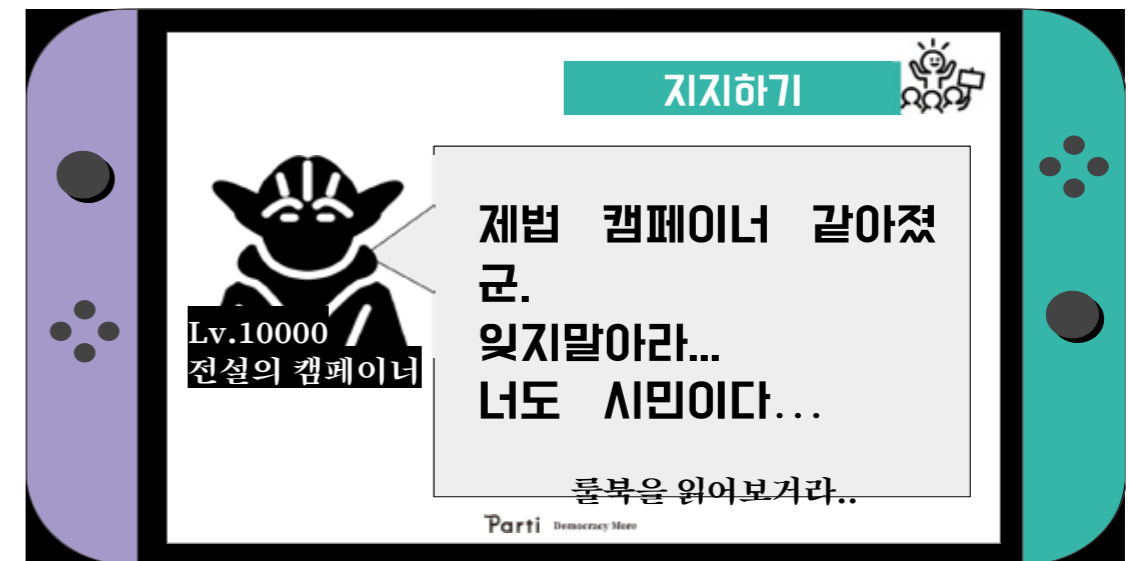 지지하기
제법 캠페이너 같아졌
군.
잊지말아라...
너도 시민이다...
Lv.10000
전설의 캠페이너
룰북을 읽어보거라..
Parti Democracy More